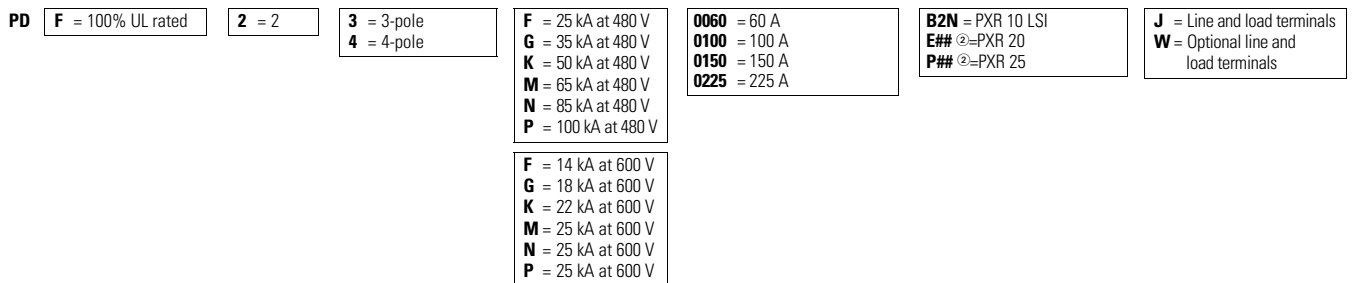 PD
F = 100% UL rated
2 = 2
3 = 3-pole
4 = 4-pole
F = 25 kA at 480 V
G = 35 kA at 480 V
K = 50 kA at 480 V
M = 65 kA at 480 V
N = 85 kA at 480 V
P = 100 kA at 480 V
F = 14 kA at 600 V
G = 18 kA at 600 V
K = 22 kA at 600 V
M = 25 kA at 600 V
N = 25 kA at 600 V
P = 25 kA at 600 V
0060 = 60 A
0100 = 100 A
0150 = 150 A
0225 = 225 A
B2N = PXR 10 LSI
E## ②=PXR 20
P## ②=PXR 25
J = Line and load terminals
W = Optional line and
load terminals